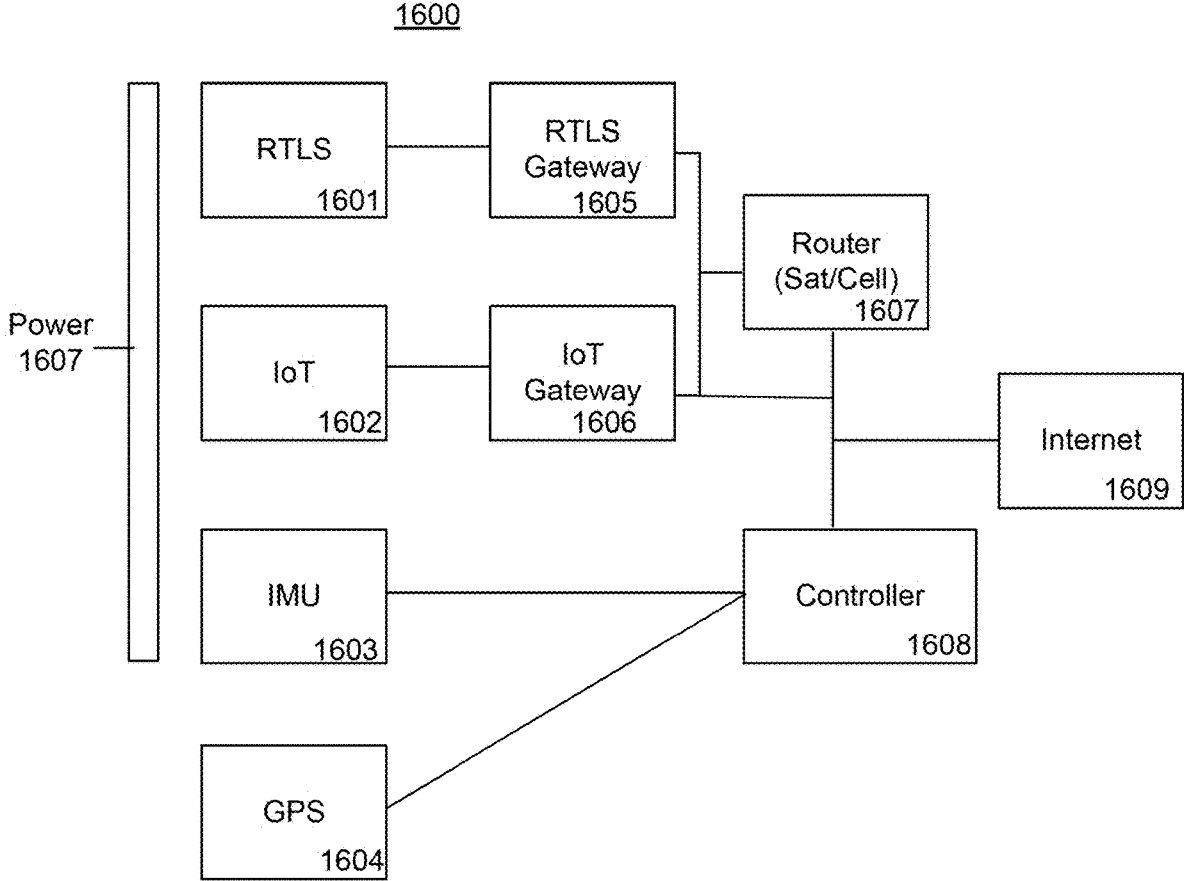 1600
RTLS
1601
RTLS
Gateway
1605
Router
(Sat/Cell)
1607
Power
1607
IoT
1602
IoT
Gateway
1606
Internet
1609
IMU
1603
Controller
1608
GPS
1604